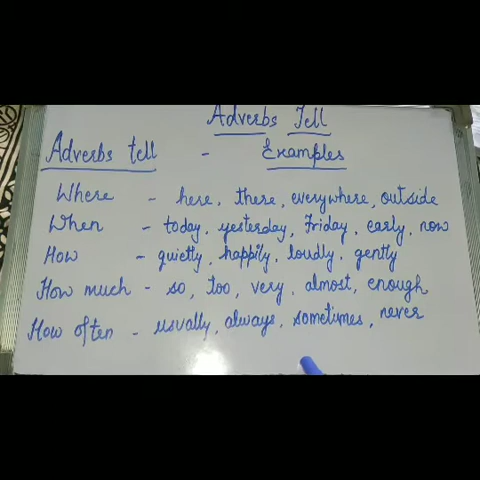 Adverbs Tell
Adverbs tell - Examples
Where - here, there, everywhere, outside
When - today, yesterday, Friday, early, now
How - quietly, happily, loudly, gently
How much - so, too, very, almost, enough
How often - usually, always, sometimes, never